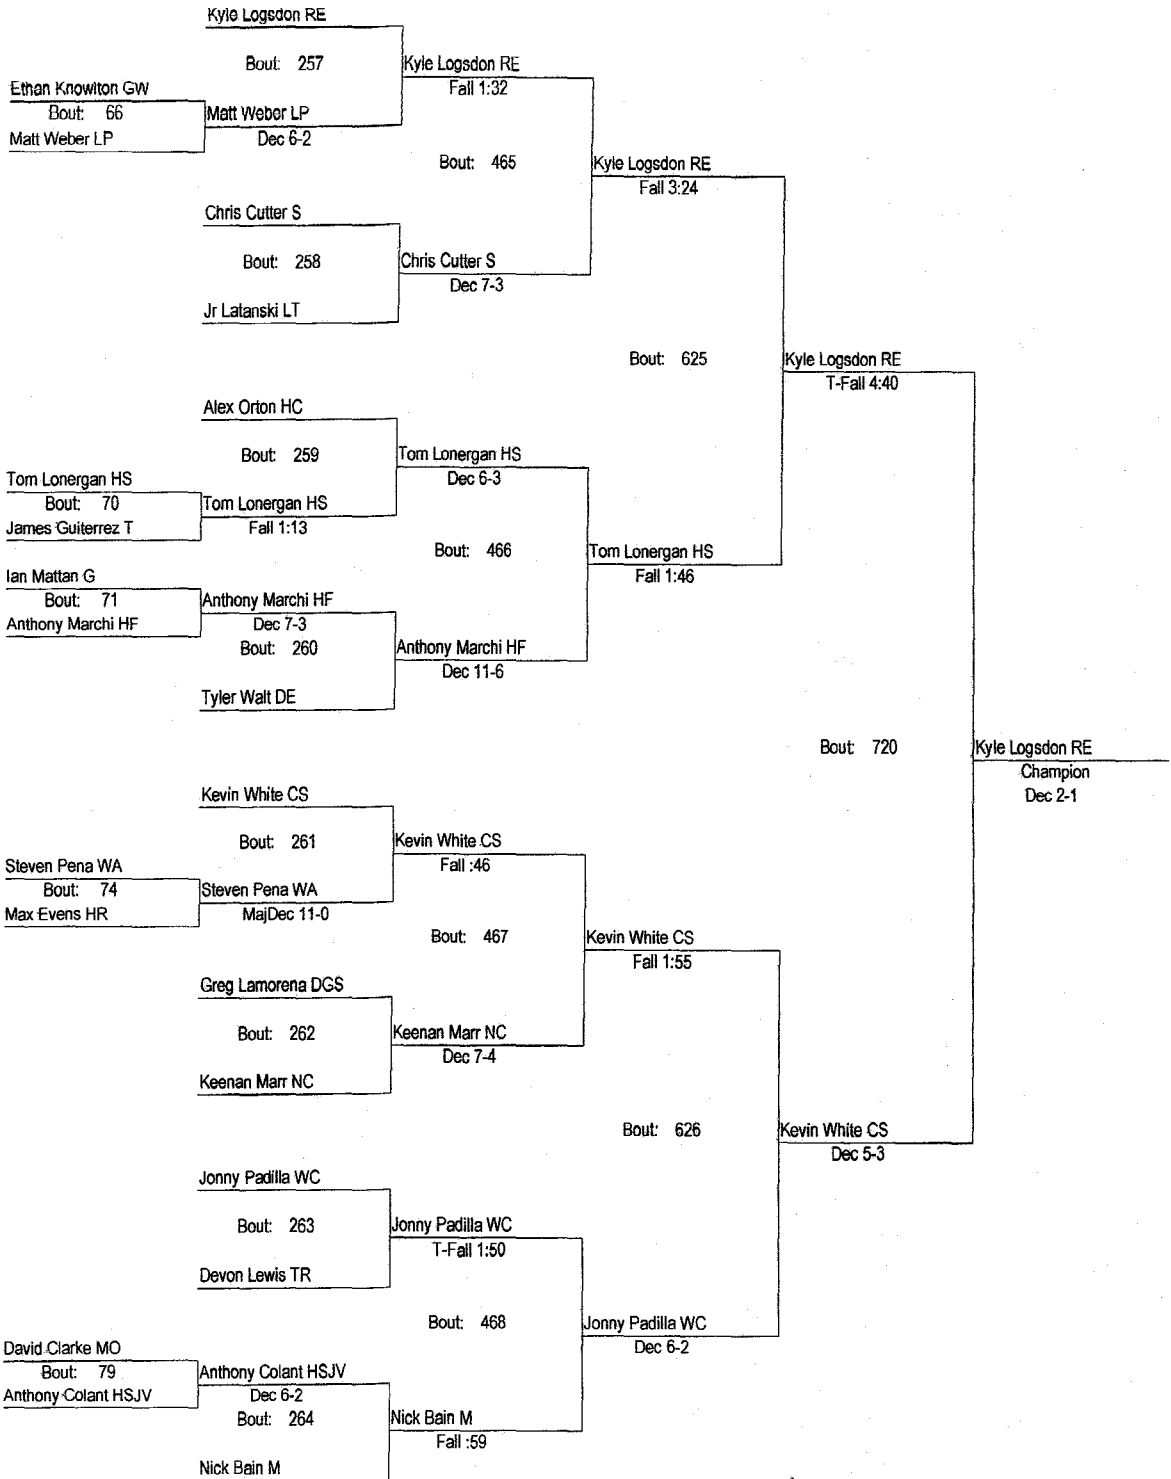 Kyle Logsdon RE
Bout: 257
Kyle Logsdon RE
Fall 1:32
Ethan Knowlton GW
Bout: 66
Matt Weber LP
Matt Weber LP
Dec 6-2
Bout: 465
Kyle Logsdon RE
Fall 3:24
Chris Cutter S
Bout: 258
Chris Cutter S
Dec 7-3
Jr Latanski LT
Bout: 625
Kyle Logsdon RE
T-Fall 4:40
Alex Orton HC
Bout: 259
Tom Lonergan HS
Dec 6-3
Tom Lonergan HS
Bout: 70
James Guiterrez T
Tom Lonergan HS
Fall 1:13
Bout: 466
Tom Lonergan HS
Fall 1:46
Ian Mattan G
Bout: 71
Anthony Marchi HF
Anthony Marchi HF
Dec 7-3
Bout: 260
Anthony Marchi HF
Dec 11-6
Tyler Walt DE
Bout: 720
Kyle Logsdon RE
Champion
Dec 2-1
Kevin White CS
Bout: 261
Kevin White CS
Fall :46
Steven Pena WA
Bout: 74
Max Evens HR
Steven Pena WA
MajDec 11-0
Bout: 467
Kevin White CS
Fall 1:55
Greg Lamorena DGS
Bout: 262
Keenan Marr NC
Dec 7-4
Keenan Marr NC
Bout: 626
Kevin White CS
Dec 5-3
Jonny Padilla WC
Bout: 263
Jonny Padilla WC
T-Fall 1:50
Devon Lewis TR
Bout: 468
Jonny Padilla WC
Dec 6-2
David Clarke MO
Bout: 79
Anthony Colant HSJV
Anthony Colant HSJV
Dec 6-2
Bout: 264
Nick Bain M
Fall :59
Nick Bain M